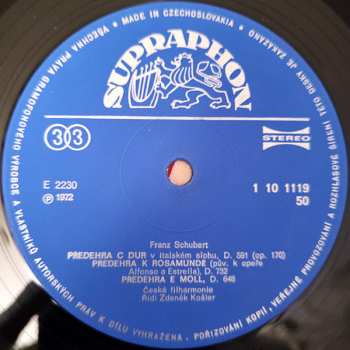 MADE IN CZECHOSLOVAKIA • VŠECHNA PRÁVA GRAMOFONOVÉHO VÝROBCE A VLASTNÍKŮ AUTORSKÝCH PRÁV K DÍLU VYHRAŽENA. POŘIZOVÁNÍ KOPIÍ, VEŘEJNÉ PROVOZOVÁNÍ A ROZHLASOVÉ ŠÍŘENÍ TÉTO DESKY JE ZAKÁZÁNO •
SUPRAPHON
33
STEREO
E 2230
℗ 1972
1 10 1119
50
Franz Schubert
PŘEDEHRA C DUR v italském slohu, D. 591 (op. 170)
PŘEDEHRA K ROSAMUNDĚ (pův. k opeře
Alfonso a Estrella), D. 732
PŘEDEHRA E MOLL, D. 648
Česká filharmonie
Řídí Zdeněk Košler